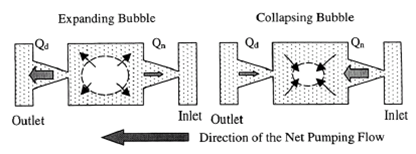 Expanding Bubble
Collapsing Bubble
Qd
Qn
Qd
Qn
Outlet
Inlet
Outlet
Inlet
Direction of the Net Pumping Flow